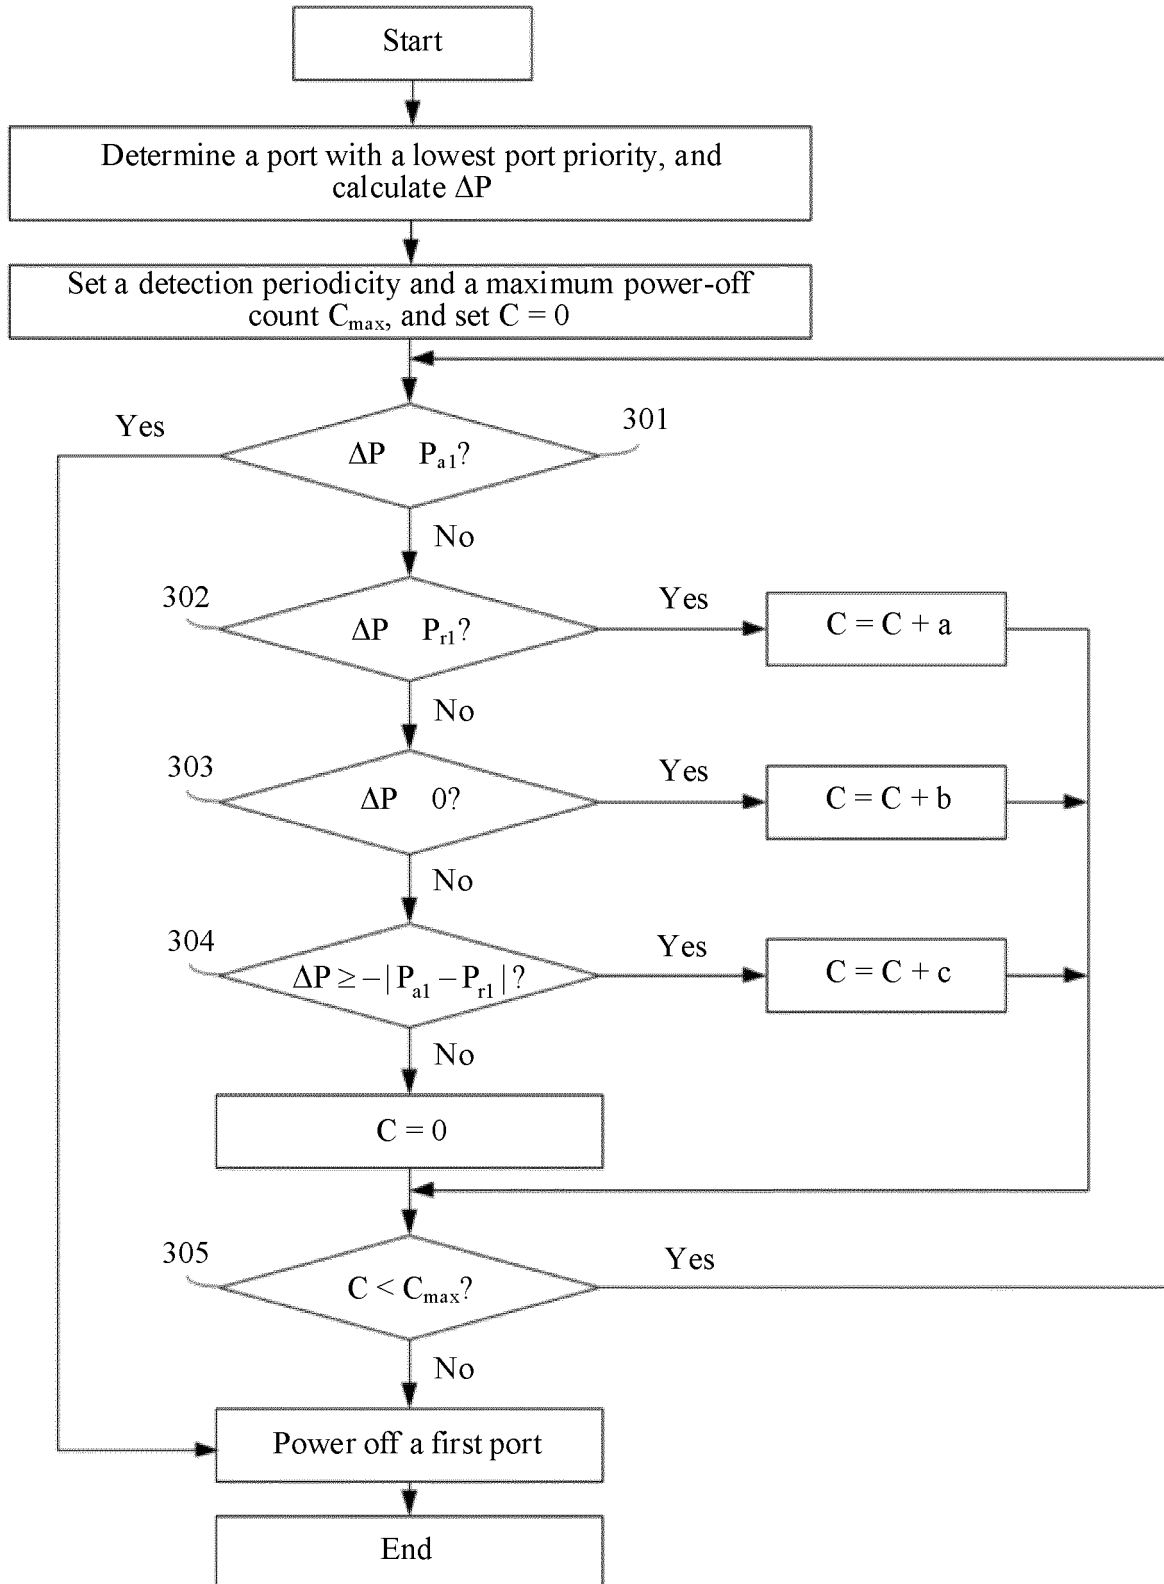 Start
Determine a port with a lowest port priority, and
calculate ΔP
Set a detection periodicity and a maximum power-off
count Cmax, and set C = 0
Yes
301
ΔP Pa1?
No
302
ΔP Pr1?
Yes
C = C + a
No
303
ΔP 0?
Yes
C = C + b
No
304
ΔP ≥ −| Pa1 − Pr1 | ?
Yes
C = C + c
No
C = 0
305
C < Cmax?
Yes
No
Power off a first port
End